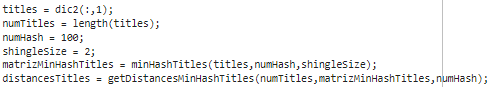 titles = dic2(:,1);
numTitles = length(titles);
numHash = 100;
shingleSize = 2;
matrizMinHashTitles = minHashTitles(titles,numHash,shingleSize);
distancesTitles = getDistancesMinHashTitles(numTitles,matrizMinHashTitles,numHash);